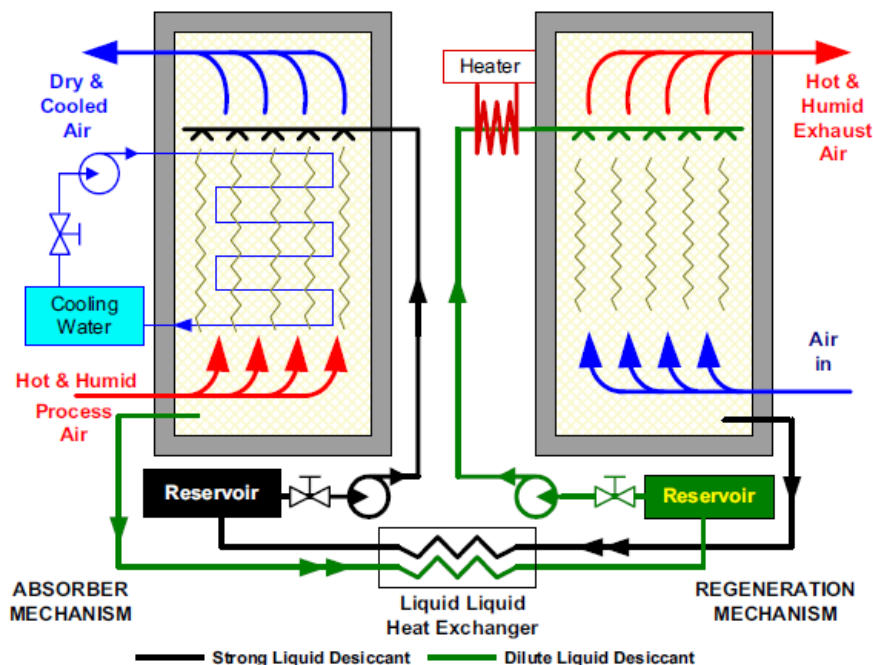 Dry &
Cooled
Air
Heater
Hot &
Humid
Exhaust
Air
Cooling
Water
Hot & Humid
Process
Air
Air
in
Reservoir
Reservoir
ABSORBER
MECHANISM
Liquid Liquid
Heat Exchanger
REGENERATION
MECHANISM
Strong Liquid Desiccant
Dilute Liquid Desiccant